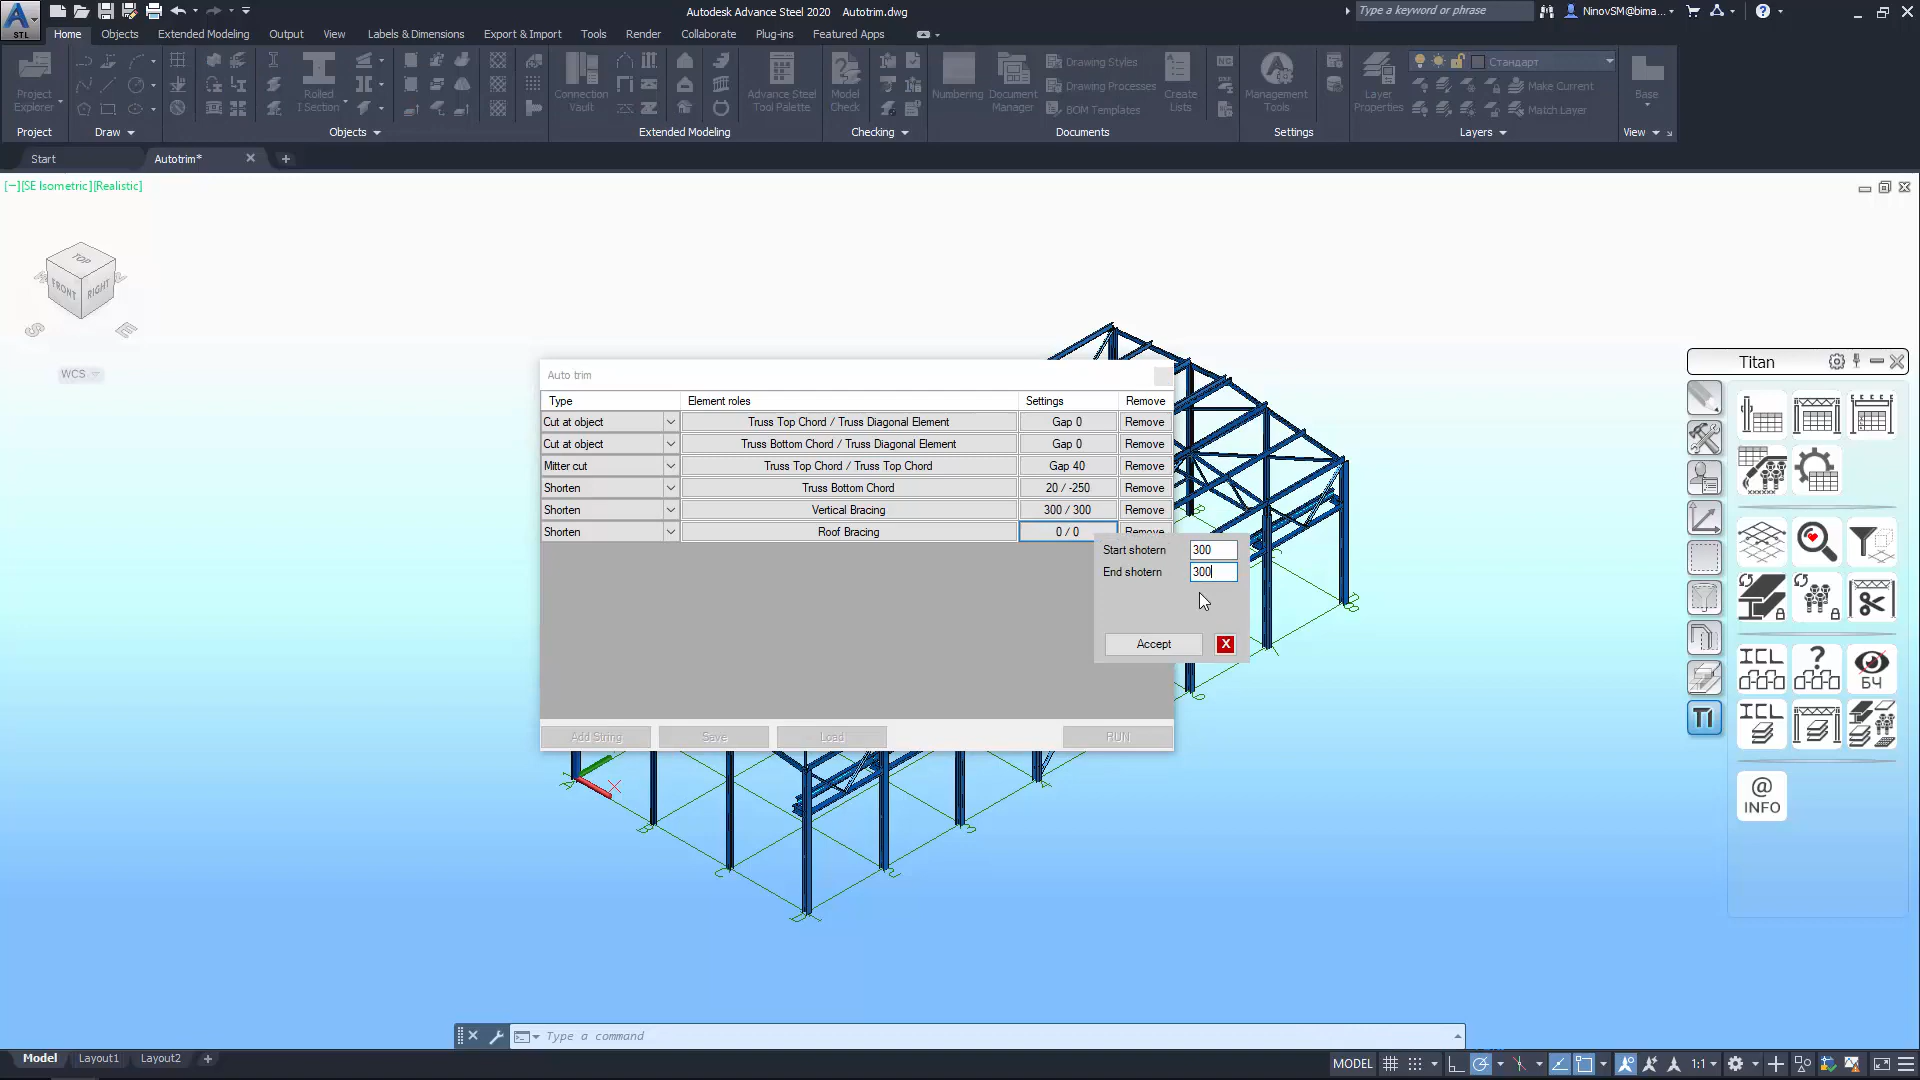 Autodesk Advance Steel 2020 Autotrim.dwg
Type a keyword or phrase
NinovSM@bima...
STL
Home Objects Extended Modeling Output View Labels & Dimensions Export & Import Tools Render Collaborate Plug-ins Featured Apps
Project Explorer
Rolled I Section
Connection Vault
Advance Steel Tool Palette
Model Check
Numbering
Document Manager
Drawing Styles
Drawing Processes
BOM Templates
Create Lists
Management Tools
Layer Properties
Стандарт
Make Current
Match Layer
Base
Project Draw Objects Extended Modeling Checking Documents Settings Layers View
Start Autotrim*
[−][SE Isometric][Realistic]
TOP
FRONT RIGHT
S E
WCS
Auto trim
Type Element roles Settings Remove
Cut at object Truss Top Chord / Truss Diagonal Element Gap 0 Remove
Cut at object Truss Bottom Chord / Truss Diagonal Element Gap 0 Remove
Mitter cut Truss Top Chord / Truss Top Chord Gap 40 Remove
Shorten Truss Bottom Chord 20 / -250 Remove
Shorten Vertical Bracing 300 / 300 Remove
Shorten Roof Bracing 0 / 0 Remove
Start shotern 300
End shotern 300
Accept X
Add String Save Load RUN
Titan
ICL
?
БЧ
TI
ICL
@
INFO
Type a command
Model Layout1 Layout2
MODEL 1:1